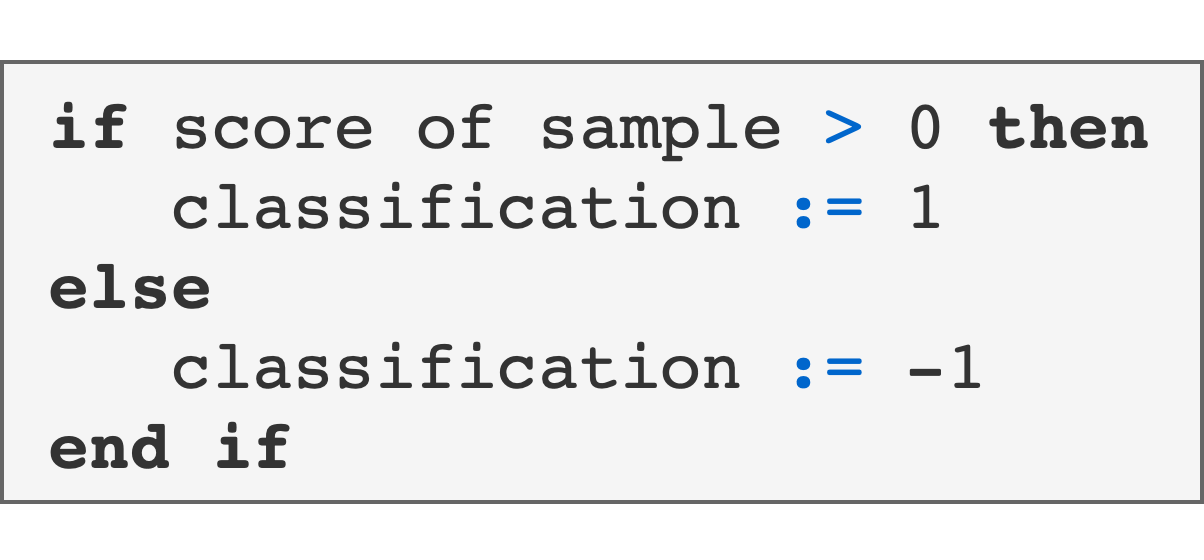 if score of sample > 0 then
classification := 1
else
classification := -1
end if